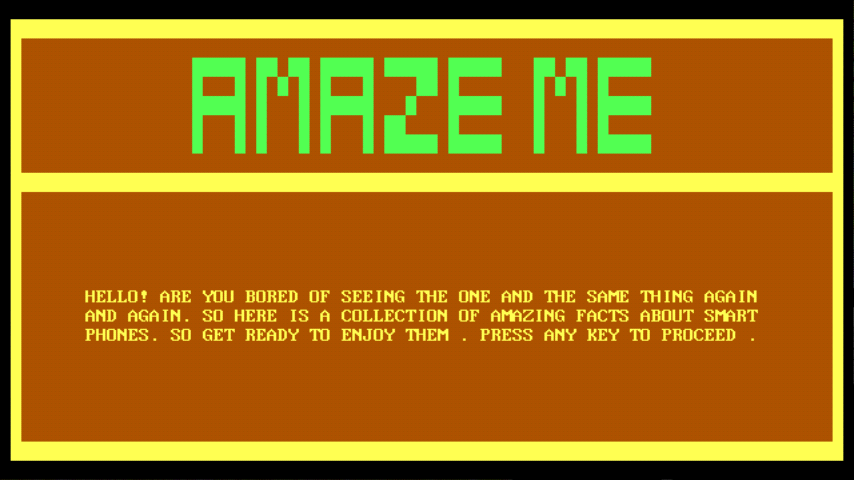 AMAZE ME
HELLO! ARE YOU BORED OF SEEING THE ONE AND THE SAME THING AGAIN
AND AGAIN. SO HERE IS A COLLECTION OF AMAZING FACTS ABOUT SMART
PHONES. SO GET READY TO ENJOY THEM . PRESS ANY KEY TO PROCEED .